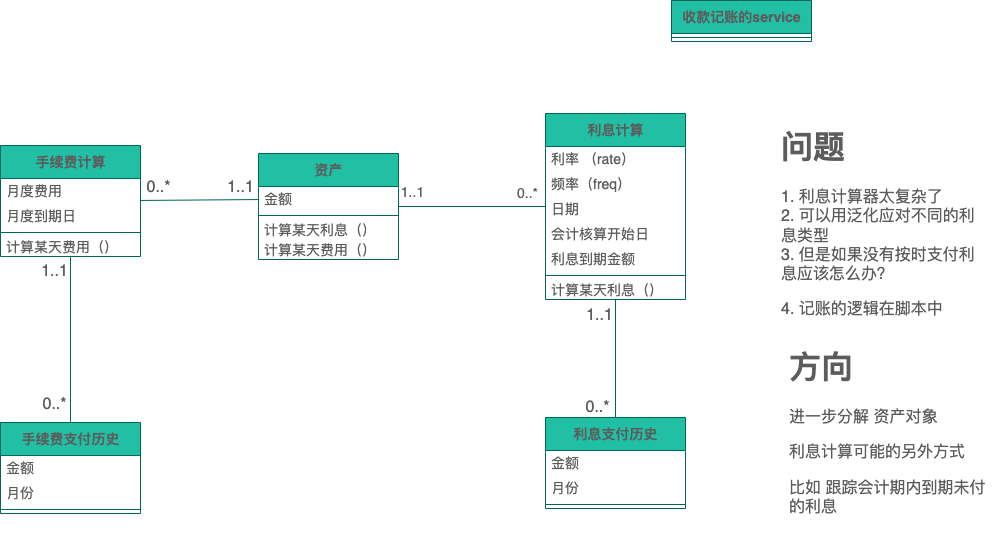 收款记账的service
手续费计算
月度费用
月度到期日
计算某天费用（）
0..*
1..1
资产
金额
计算某天利息（）
计算某天费用（）
1..1
0..*
利息计算
利率 （rate）
频率（freq）
日期
会计核算开始日
利息到期金额
计算某天利息（）
1..1
0..*
手续费支付历史
金额
月份
1..1
0..*
利息支付历史
金额
月份
问题
1. 利息计算器太复杂了
2. 可以用泛化应对不同的利
息类型
3. 但是如果没有按时支付利
息应该怎么办？
4. 记账的逻辑在脚本中
方向
进一步分解 资产对象
利息计算可能的另外方式
比如 跟踪会计期内到期未付
的利息